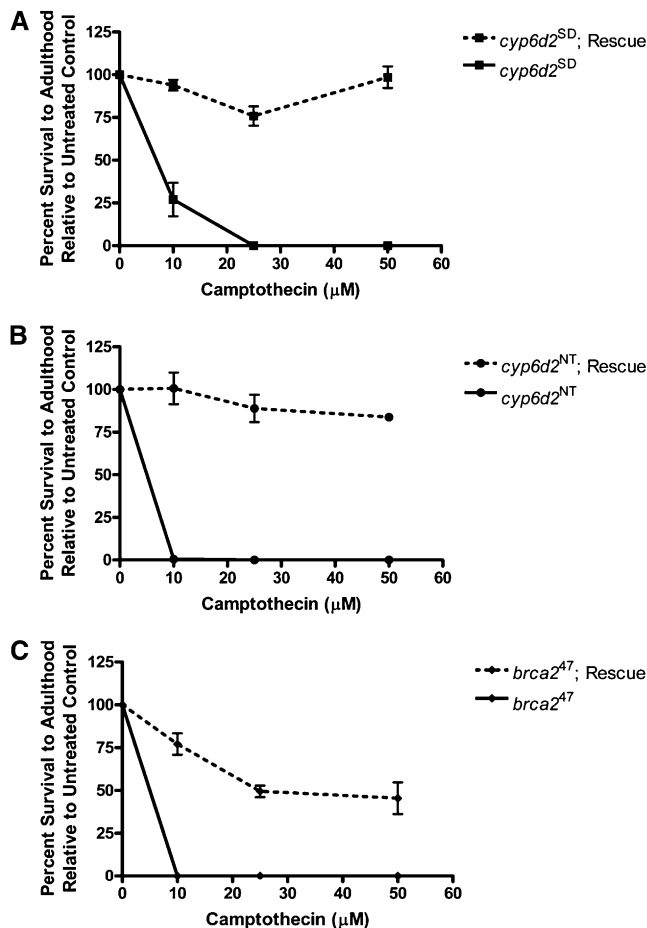 A
Percent Survival to Adulthood
Relative to Untreated Control
125
100
75
50
25
0
0 10 20 30 40 50 60
Camptothecin (μM)
cyp6d2SD; Rescue
cyp6d2SD
B
Percent Survival to Adulthood
Relative to Untreated Control
125
100
75
50
25
0
0 10 20 30 40 50 60
Camptothecin (μM)
cyp6d2NT; Rescue
cyp6d2NT
C
Percent Survival to Adulthood
Relative to Untreated Control
125
100
75
50
25
0
0 10 20 30 40 50 60
Camptothecin (μM)
brca247; Rescue
brca247